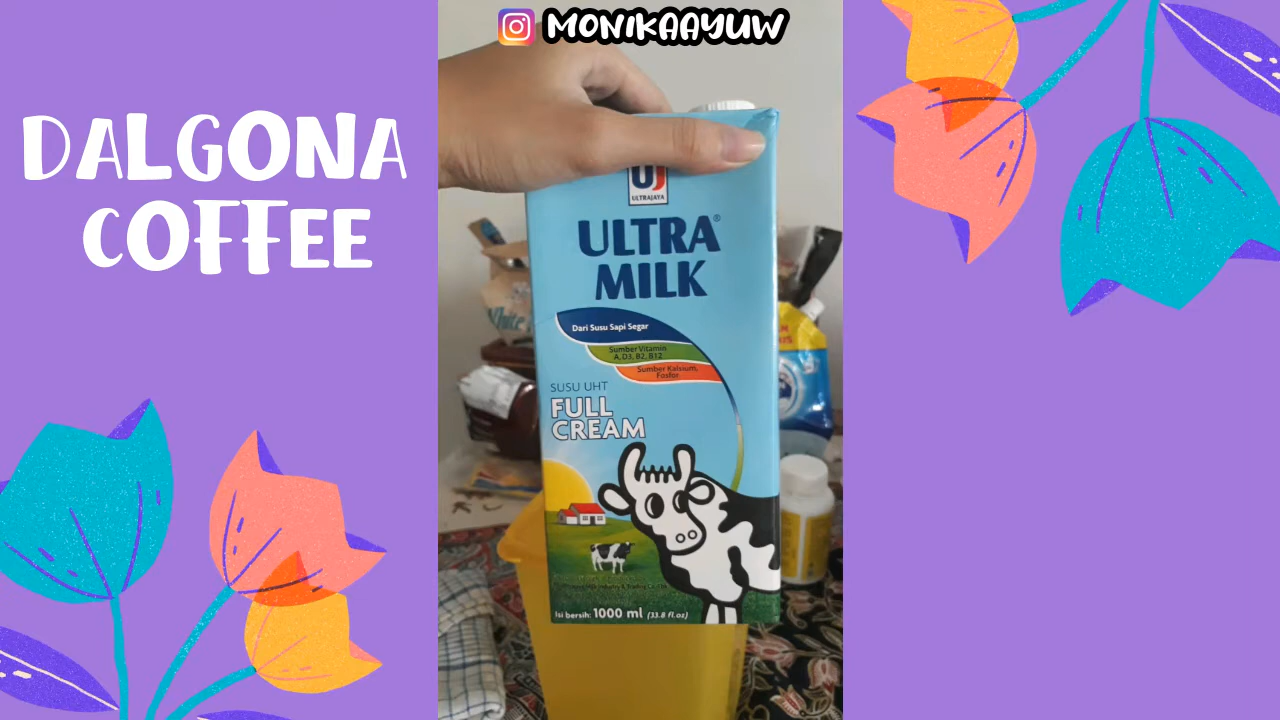 MONIKAAYUW
DALGONA
COFFEE
ULTRAJAYA
ULTRA®
MILK
Dari Susu Sapi Segar
Sumber Vitamin
A, D3, B2, B12
Sumber Kalsium,
Fosfor
SUSU UHT
FULL
CREAM
Isi bersih: 1000 ml (33.8 fl.oz)
White